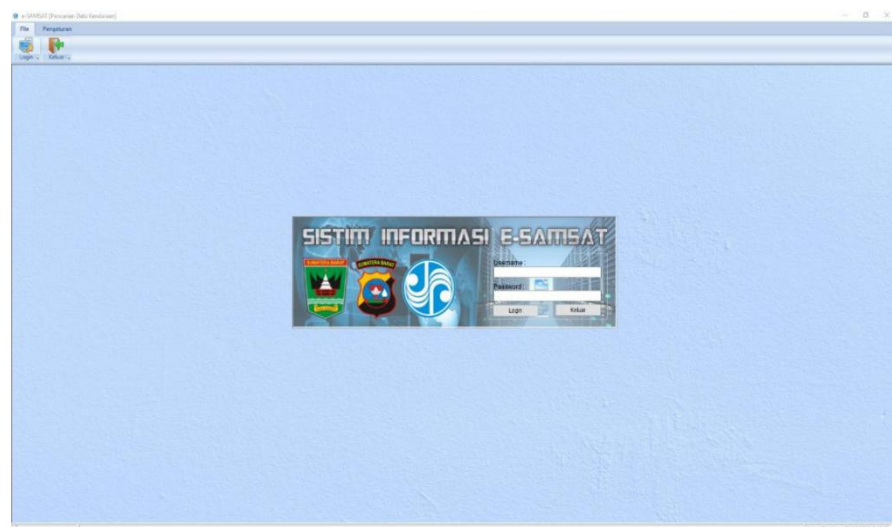 e-SAMSAT [Pencarian Data Kendaraan]
File Pengaturan
Login Keluar
SISTIM INFORMASI E-SAMSAT
SUMATERA BARAT SUMATERA BARAT
Username :
Password :
Login Keluar